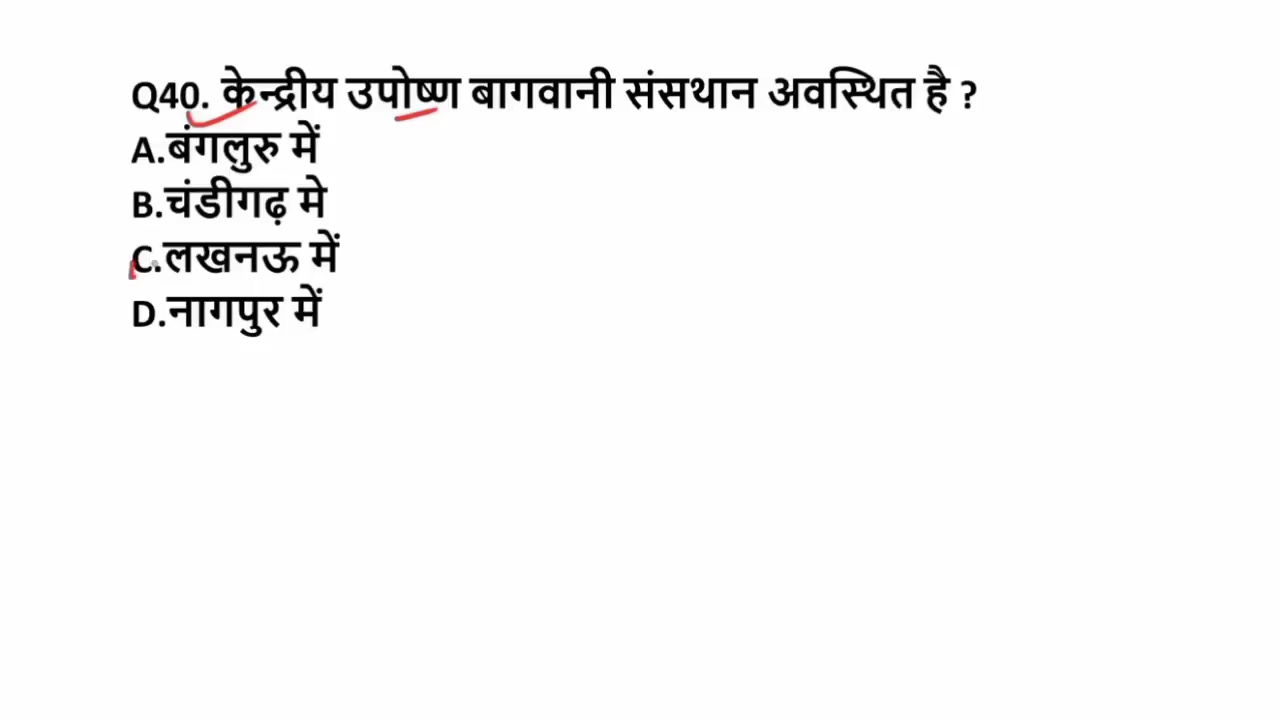 Q40. केन्द्रीय उपोष्ण बागवानी संसथान अवस्थित है ?
A.बंगलुरु में
B.चंडीगढ़ मे
C.लखनऊ में
D.नागपुर में